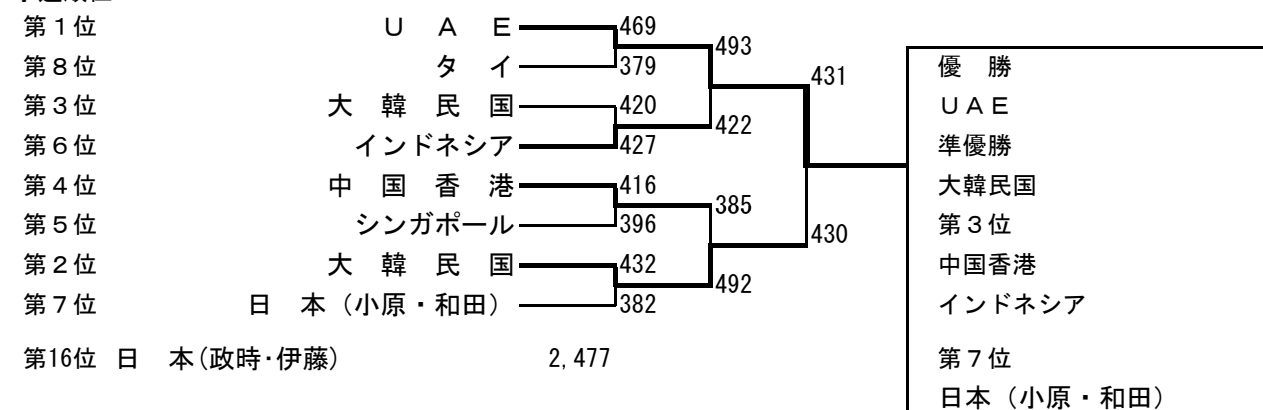 第１位 Ｕ Ａ Ｅ 469
493
第８位 タ イ 379
431
第３位 大 韓 民 国 420
422
第６位 インドネシア 427
第４位 中 国 香 港 416
385
第５位 シンガポール 396
430
第２位 大 韓 民 国 432
492
第７位 日 本（小原・和田） 382
第16位 日 本(政時･伊藤) 2,477
優 勝
ＵＡＥ
準優勝
大韓民国
第３位
中国香港
インドネシア
第７位
日本（小原・和田）